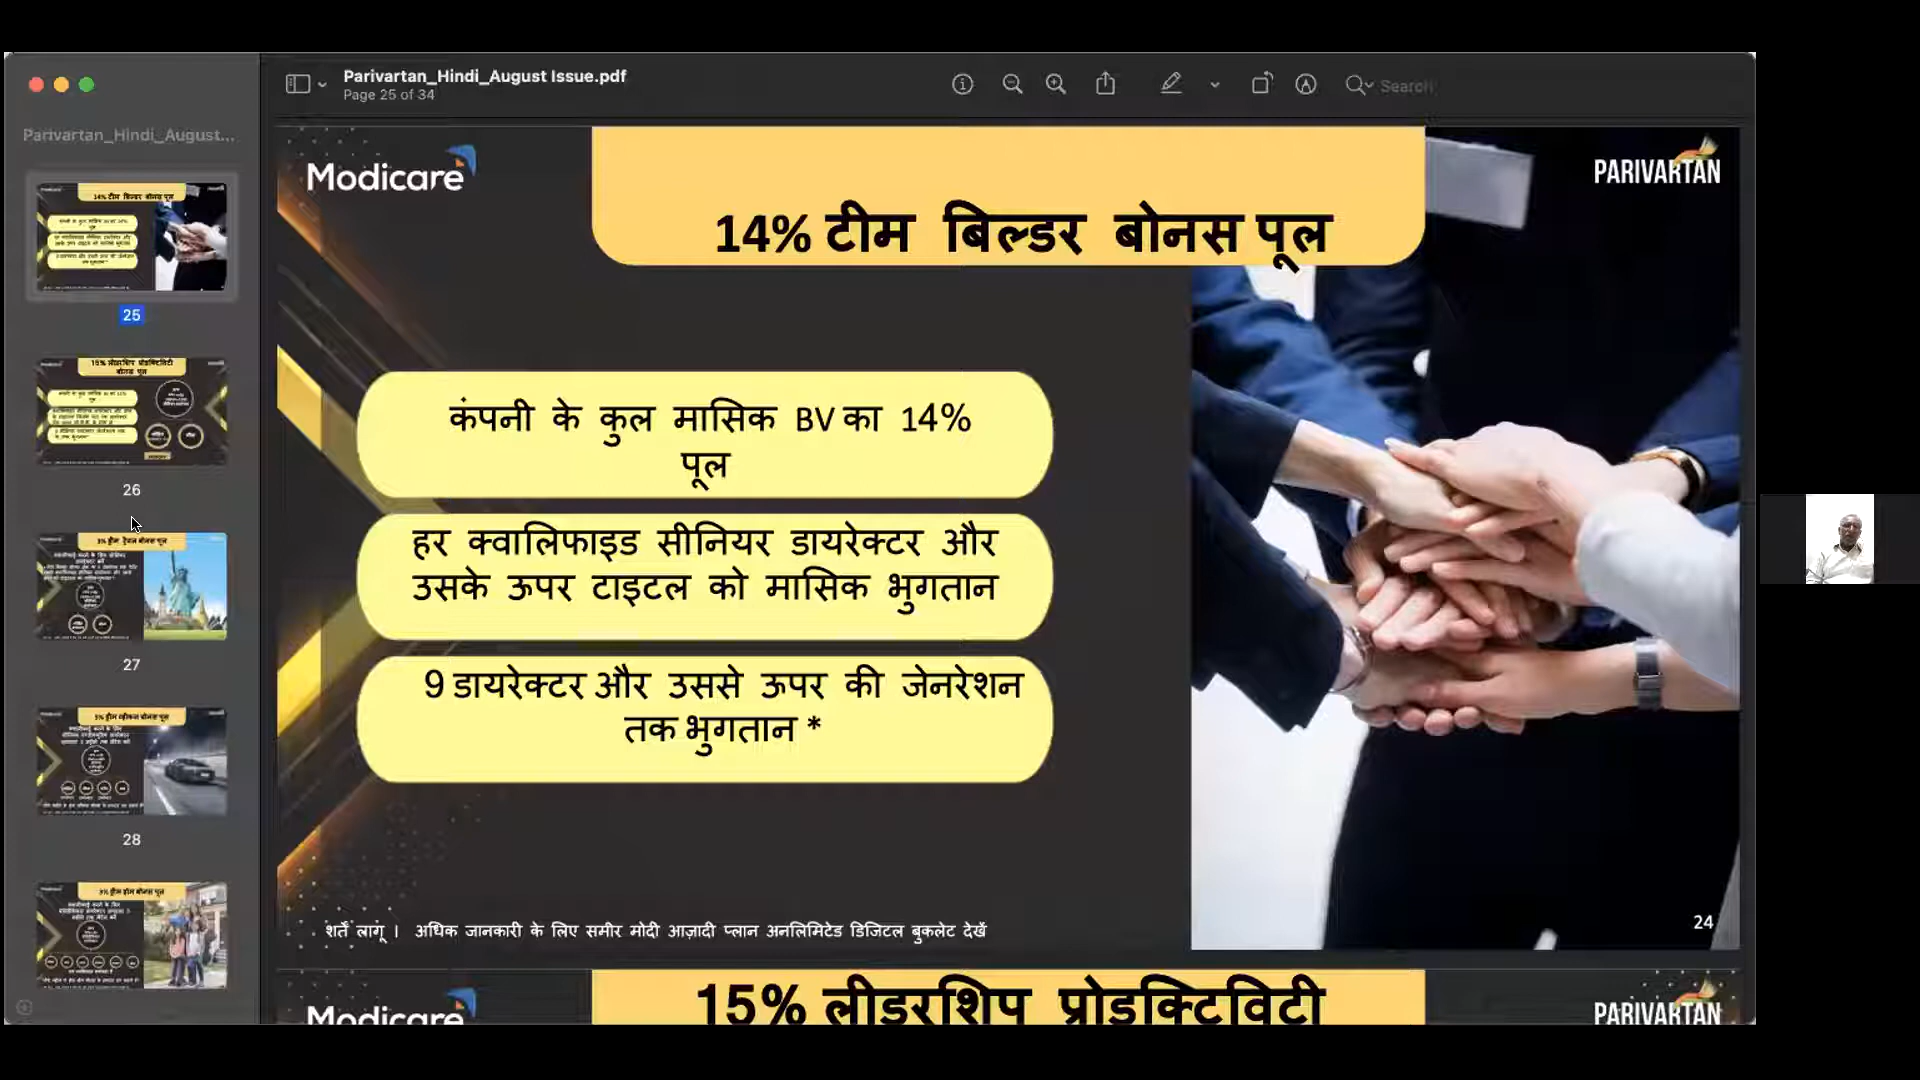 Parivartan_Hindi_August Issue.pdf
Page 25 of 34
Search
Parivartan_Hindi_August...
25
26
27
28
Modicare
PARIVARTAN
14% टीम बिल्डर बोनस पूल
कंपनी के कुल मासिक BV का 14%
पूल
हर क्वालिफाइड सीनियर डायरेक्टर और
उसके ऊपर टाइटल को मासिक भुगतान
9 डायरेक्टर और उससे ऊपर की जेनरेशन
तक भुगतान *
शर्तें लागू । अधिक जानकारी के लिए समीर मोदी आज़ादी प्लान अनलिमिटेड डिजिटल बुकलेट देखें
24
Modicare
15% लीडरशिप प्रोडक्टिविटी
PARIVARTAN